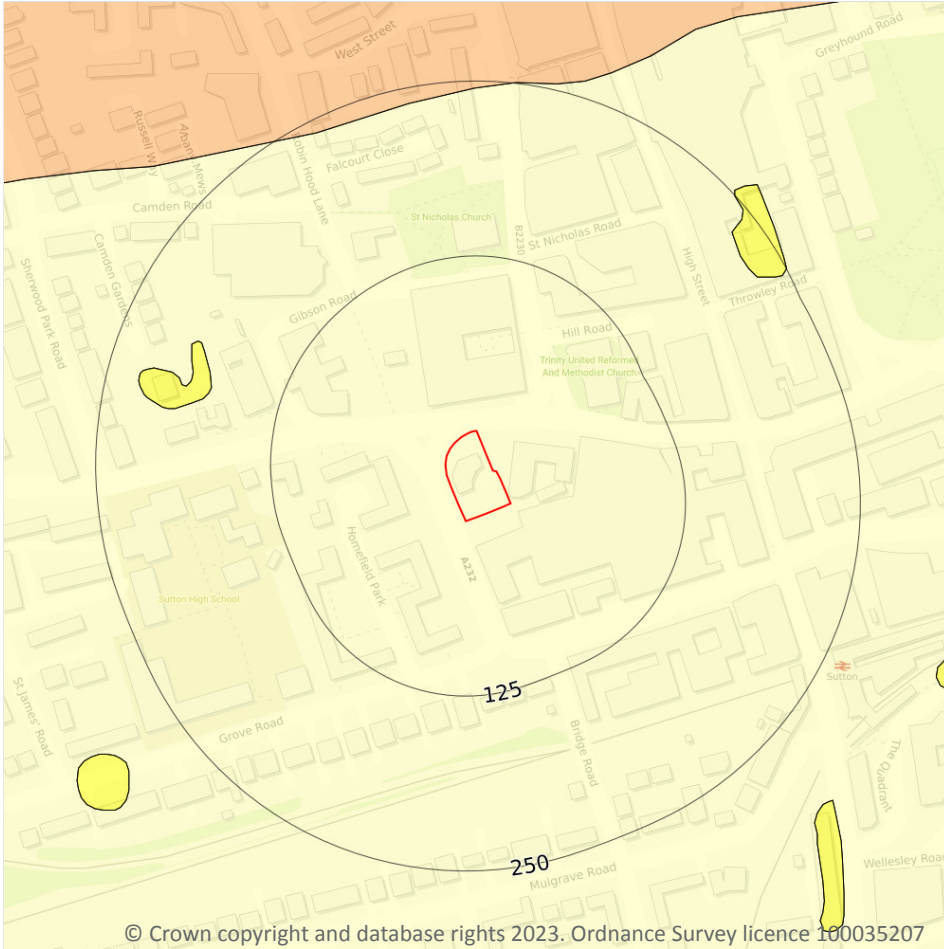 West Street
Greyhound Road
Russell Way
Albany Mews
Robin Hood Lane
Falcourt Close
Camden Road
St Nicholas Church
B2230
St Nicholas Road
Camden Gardens
Sherwood Park Road
High Street
Throwley Road
Gibson Road
Hill Road
Trinity United Reformed
And Methodist Church
Homefield Park
A232
Sutton High School
Sutton
St James' Road
125
Grove Road
Bridge Road
The Quadrant
250
Mulgrave Road
Wellesley Road
© Crown copyright and database rights 2023. Ordnance Survey licence 100035207